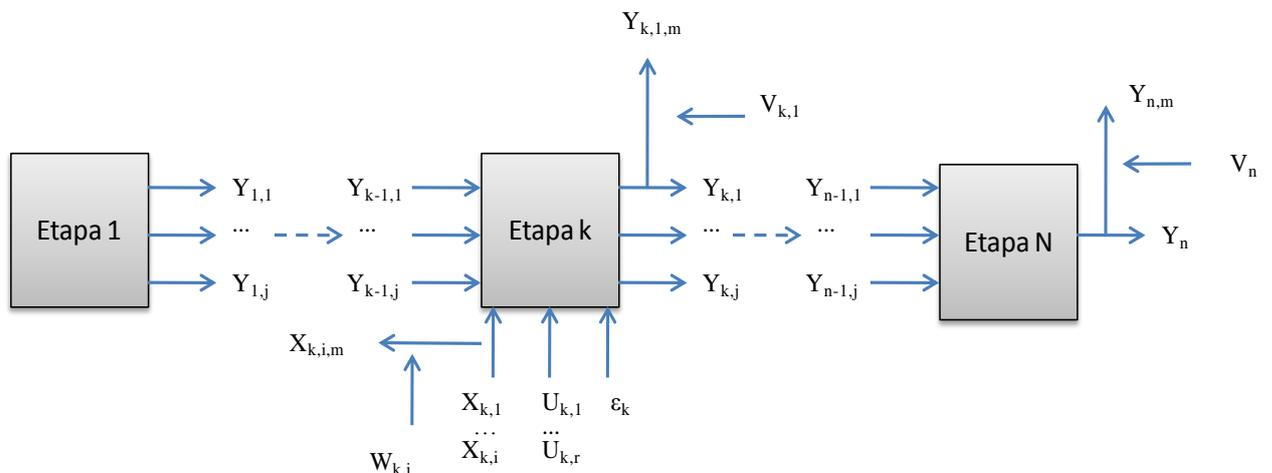 Y_{k,1,m}
Y_{n,m}
V_{k,1}
V_n
Etapa 1
Y_{1,1}
...
Y_{1,j}
Y_{k-1,1}
...
Y_{k-1,j}
Etapa k
Y_{k,1}
...
Y_{k,j}
Y_{n-1,1}
...
Y_{n-1,j}
Etapa N
Y_n
X_{k,i,m}
X_{k,1}
...
X_{k,i}
U_{k,1}
...
U_{k,r}
ε_k
W_{k,i}